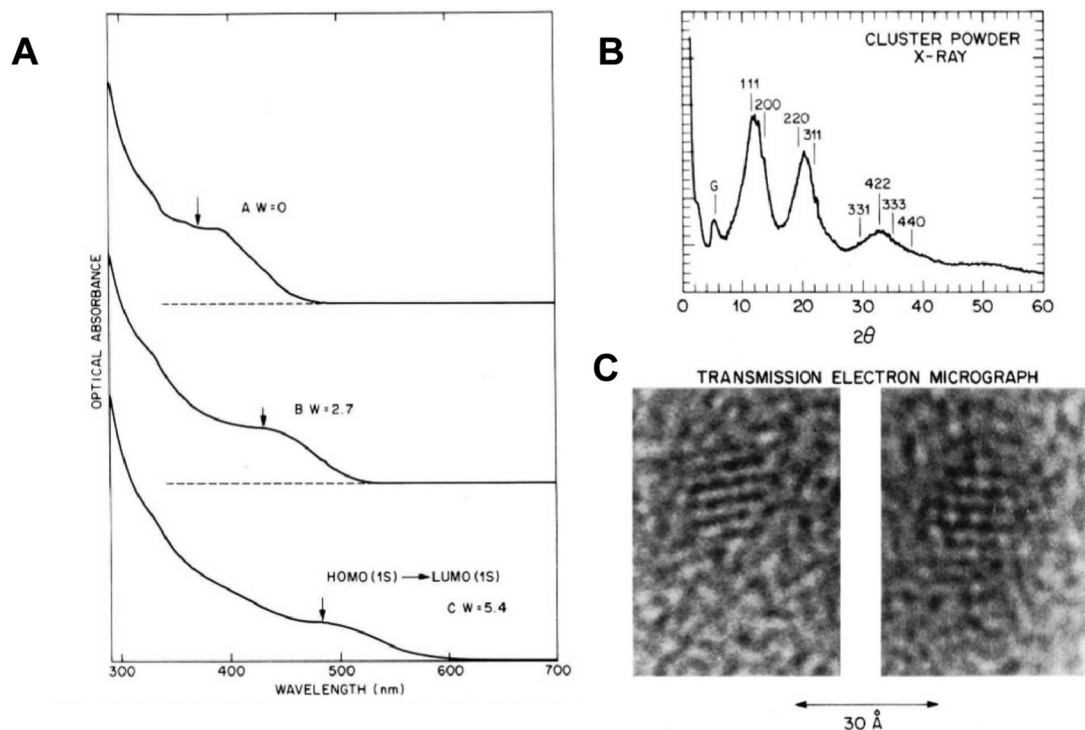 A
OPTICAL ABSORBANCE
A W=0
B W=2.7
HOMO (1S) → LUMO (1S)
C W=5.4
300 400 500 600 700
WAVELENGTH (nm)
B
CLUSTER POWDER
X-RAY
111
200
220
311
G
422
331
333
440
0 10 20 30 40 50 60
2θ
C
TRANSMISSION ELECTRON MICROGRAPH
30 Å